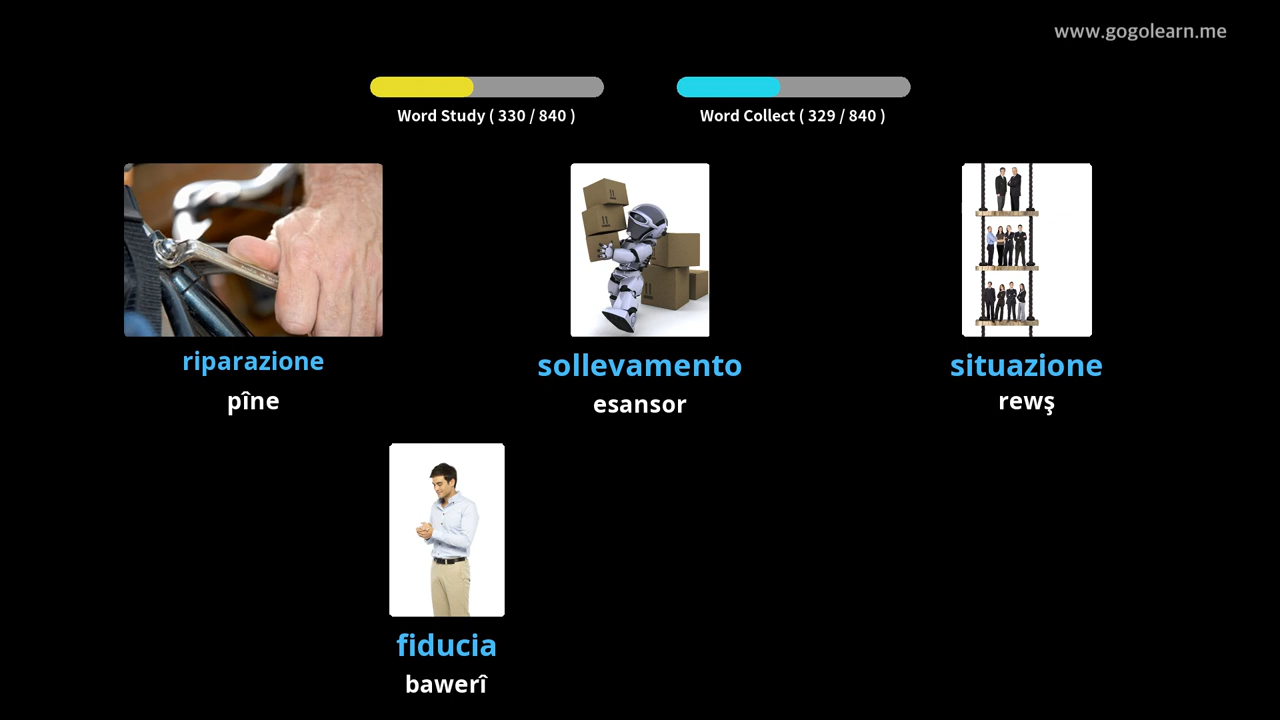 www.gogolearn.me
Word Study ( 330 / 840 )
Word Collect ( 329 / 840 )
riparazione
pîne
sollevamento
esansor
situazione
rewş
fiducia
bawerî